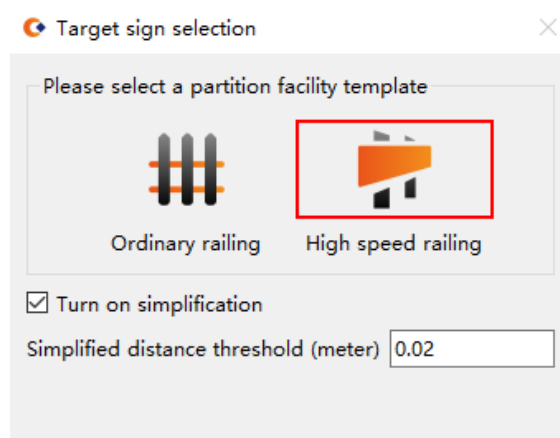 Target sign selection
Please select a partition facility template
Ordinary railing
High speed railing
Turn on simplification
Simplified distance threshold (meter) 0.02